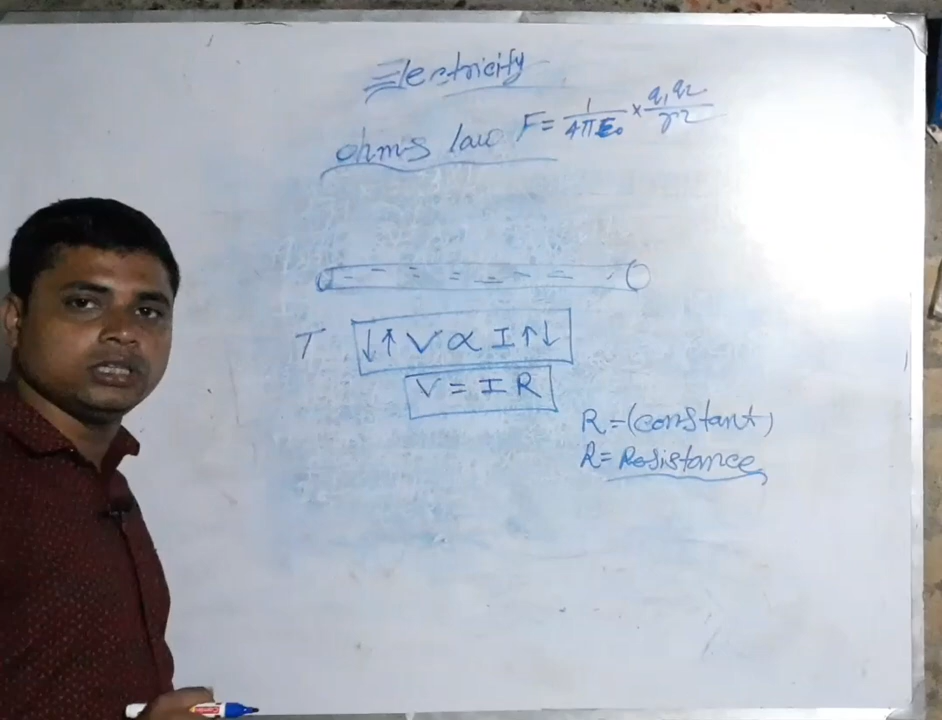 Electricity
ohms law F = 1/4πε₀ × q₁q₂/r²
T ↓↑ V ∝ I ↑↓
V = I R
R = (constant)
R = Resistance